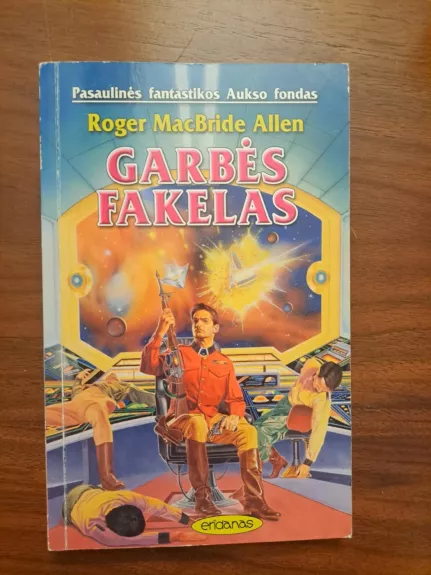 Pasaulinės fantastikos Aukso fondas
Roger MacBride Allen
GARBĖS
FAKELAS
eridanas